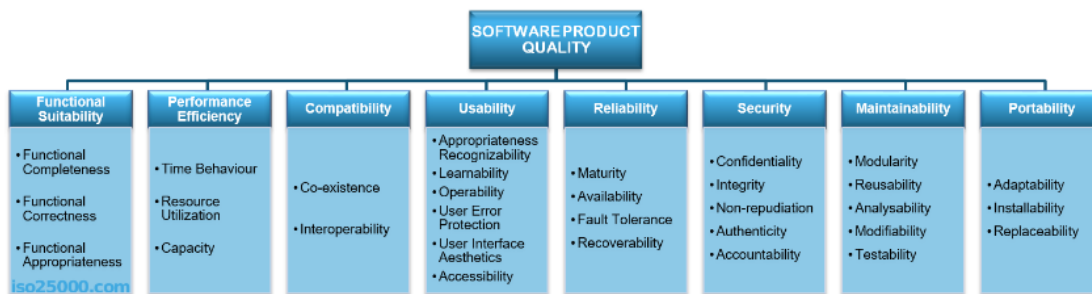 SOFTWARE PRODUCT
QUALITY
Functional
Suitability
• Functional
Completeness
• Functional
Correctness
• Functional
Appropriateness
Performance
Efficiency
• Time Behaviour
• Resource
Utilization
• Capacity
Compatibility
• Co-existence
• Interoperability
Usability
• Appropriateness
Recognizability
• Learnability
• Operability
• User Error
Protection
• User Interface
Aesthetics
• Accessibility
Reliability
• Maturity
• Availability
• Fault Tolerance
• Recoverability
Security
• Confidentiality
• Integrity
• Non-repudiation
• Authenticity
• Accountability
Maintainability
• Modularity
• Reusability
• Analysability
• Modifiability
• Testability
Portability
• Adaptability
• Installability
• Replaceability
iso25000.com